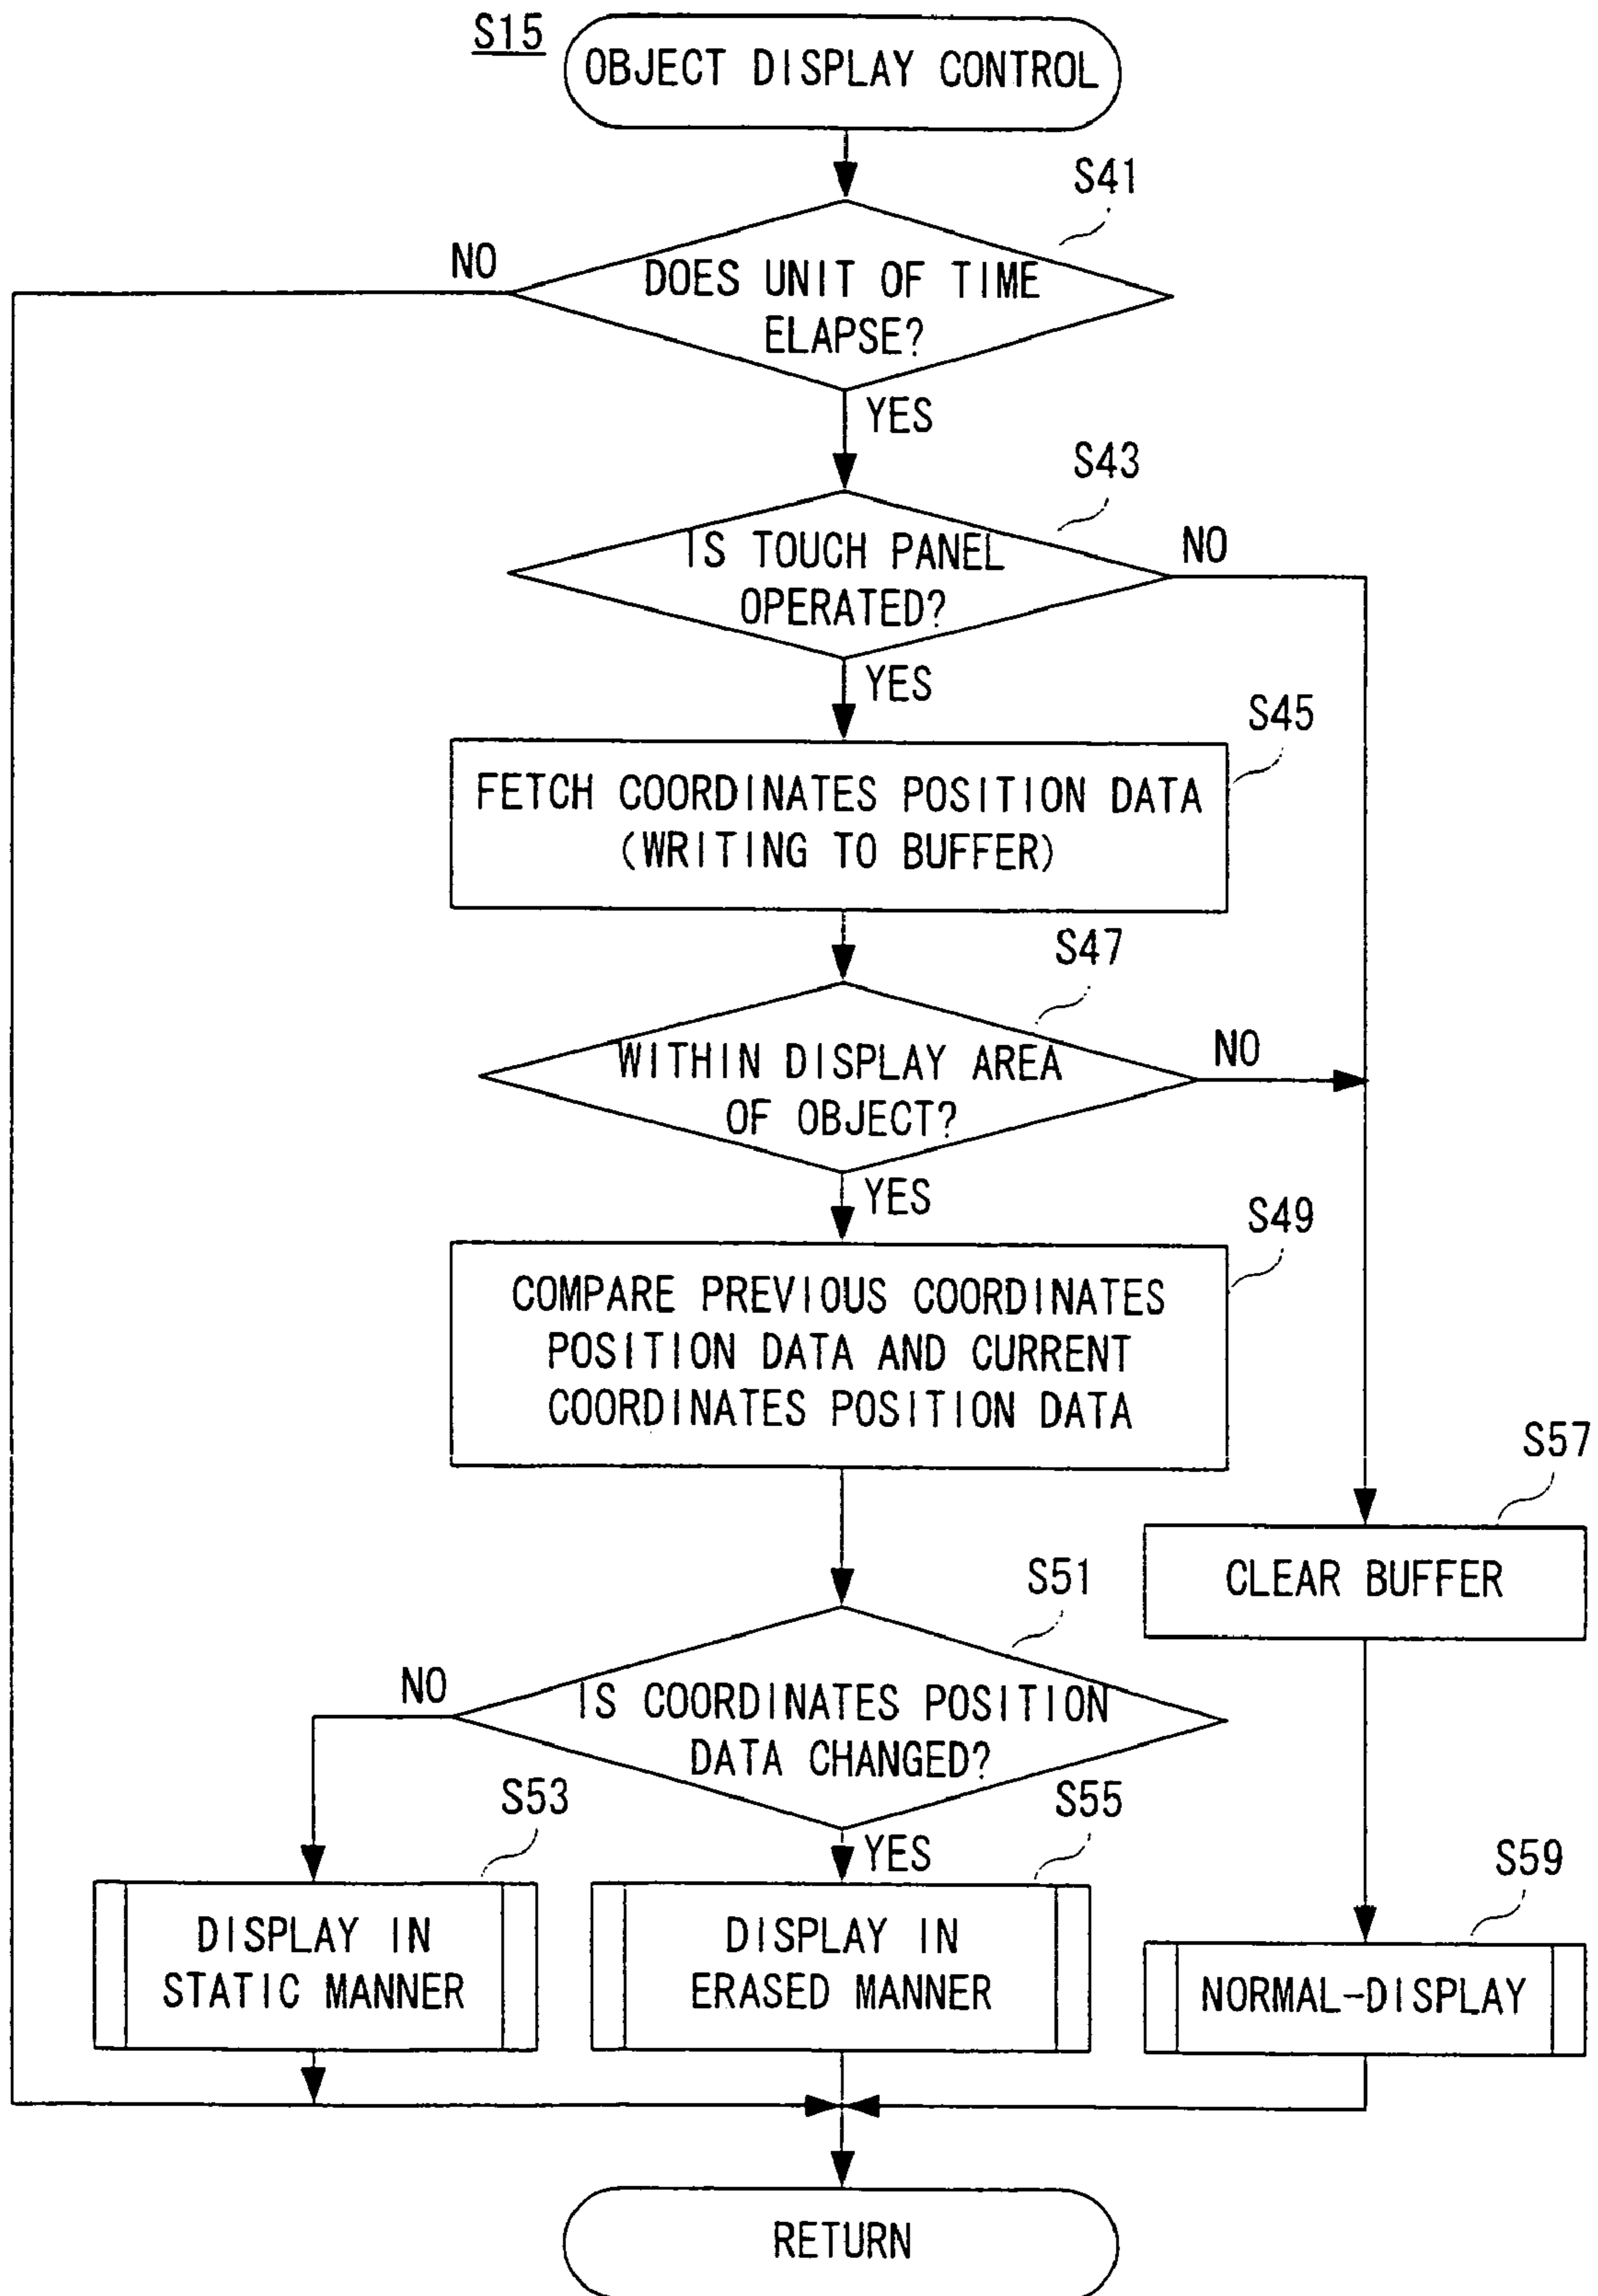 S15
OBJECT DISPLAY CONTROL
S41
NO
DOES UNIT OF TIME
ELAPSE?
YES
S43
IS TOUCH PANEL
OPERATED?
NO
YES
S45
FETCH COORDINATES POSITION DATA
(WRITING TO BUFFER)
S47
WITHIN DISPLAY AREA
OF OBJECT?
NO
YES
S49
COMPARE PREVIOUS COORDINATES
POSITION DATA AND CURRENT
COORDINATES POSITION DATA
S57
CLEAR BUFFER
S51
NO
IS COORDINATES POSITION
DATA CHANGED?
S53
YES
S55
S59
DISPLAY IN
STATIC MANNER
DISPLAY IN
ERASED MANNER
NORMAL-DISPLAY
RETURN